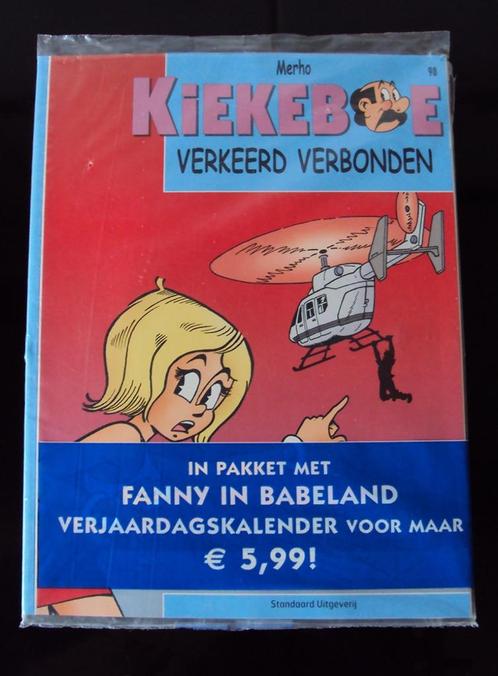 Merho
98
KIEKEBOE
VERKEERD VERBONDEN
IN PAKKET MET
FANNY IN BABELAND
VERJAARDAGSKALENDER VOOR MAAR
€ 5,99!
Standaard Uitgeverij